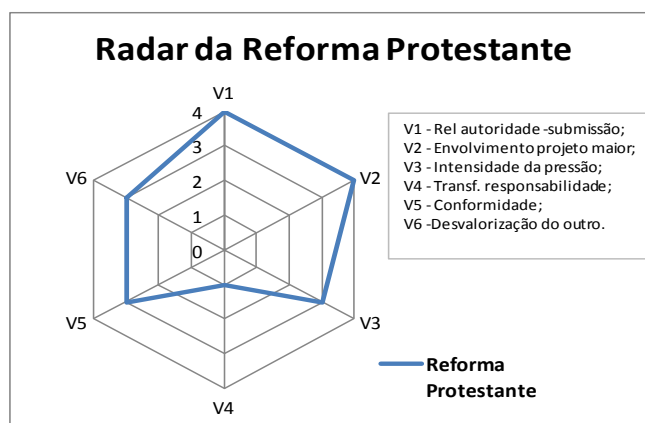 Radar da Reforma Protestante
V1
4
3
2
1
0
V2
V3
V4
V5
V6
V1 - Rel autoridade -submissão;
V2 - Envolvimento projeto maior;
V3 - Intensidade da pressão;
V4 - Transf. responsabilidade;
V5 - Conformidade;
V6 -Desvalorização do outro.
Reforma
Protestante